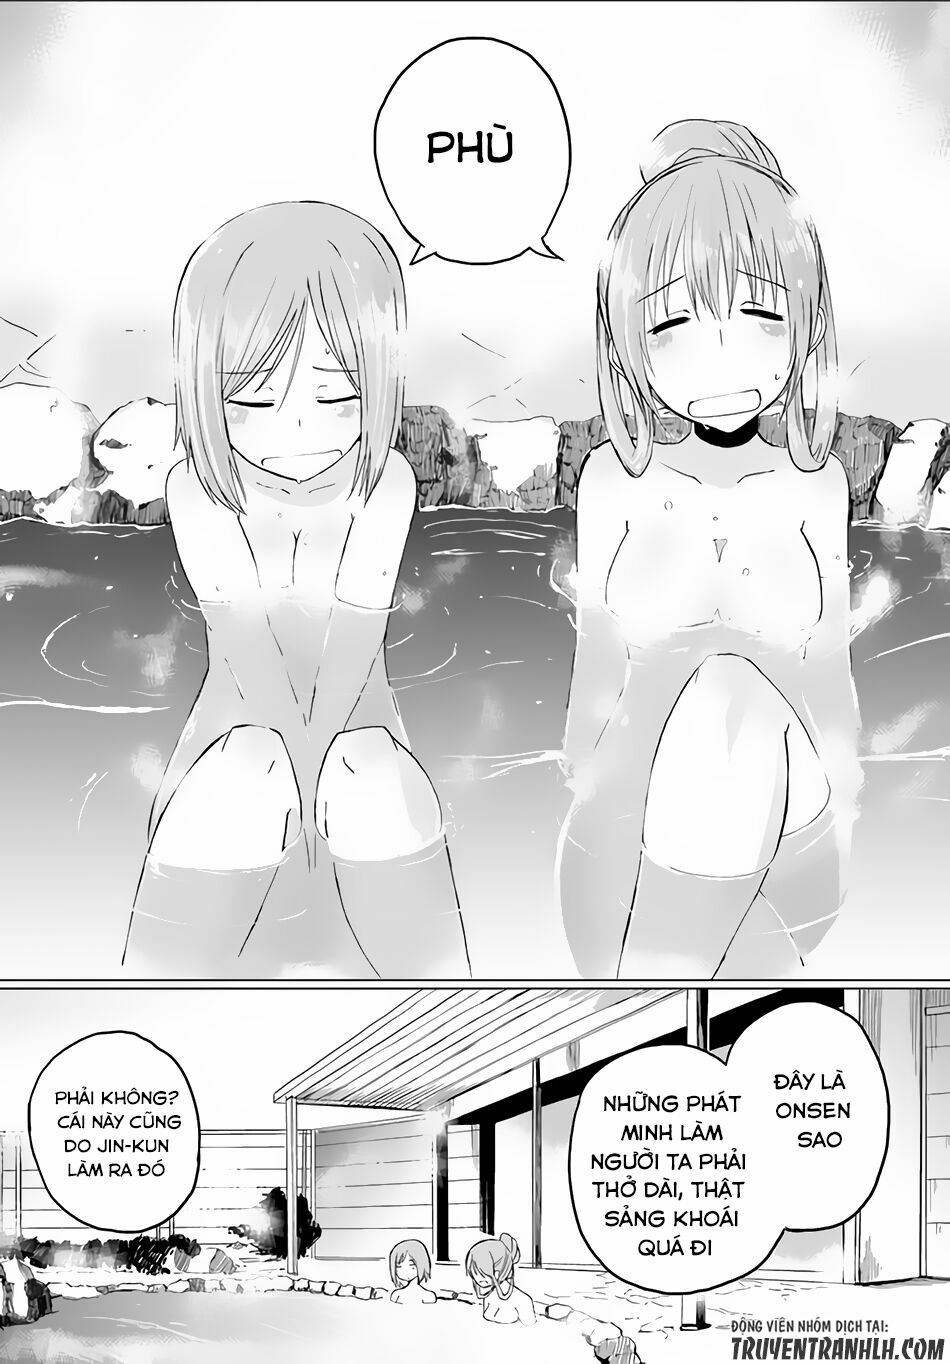 PHÙ
ĐÂY LÀ
ONSEN
SAO
NHỮNG PHÁT
MINH LÀM
NGƯỜI TA PHẢI
THỞ DÀI, THẬT
SẢNG KHOÁI
QUÁ ĐI
PHẢI KHÔNG?
CÁI NÀY CŨNG
DO JIN-KUN
LÀM RA ĐÓ
ĐỘNG VIÊN NHÓM DỊCH TẠI:
TRUYENTRANHLH.COM